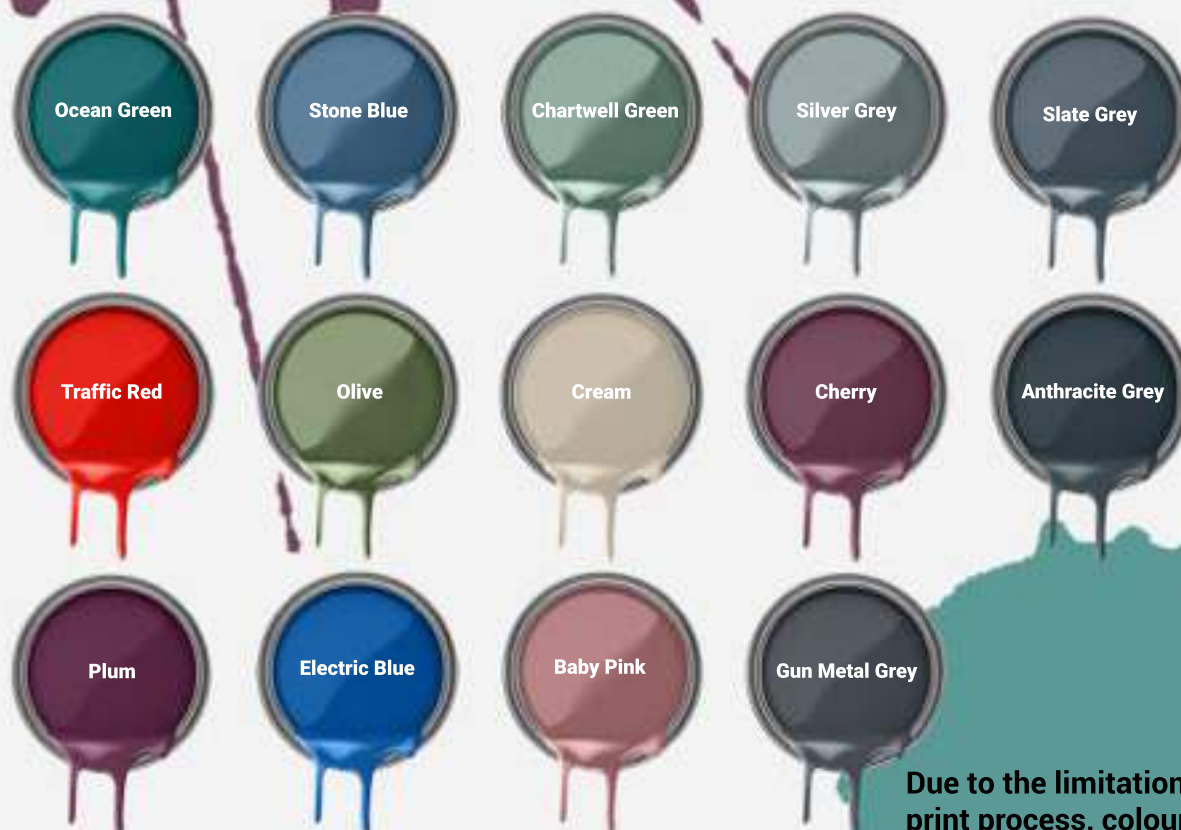 Ocean Green
Stone Blue
Chartwell Green
Silver Grey
Slate Grey
Traffic Red
Olive
Cream
Cherry
Anthracite Grey
Plum
Electric Blue
Baby Pink
Gun Metal Grey
Due to the limitation
print process, colour